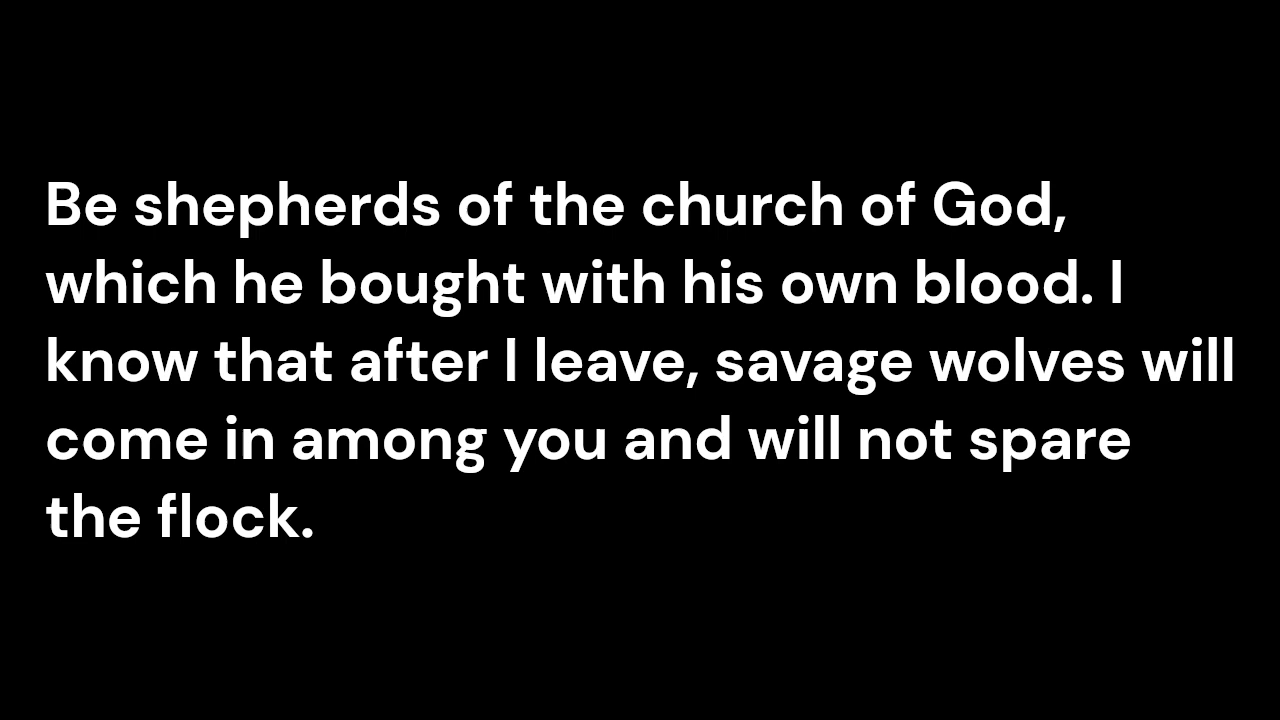 Be shepherds of the church of God,
which he bought with his own blood. I
know that after I leave, savage wolves will
come in among you and will not spare
the flock.